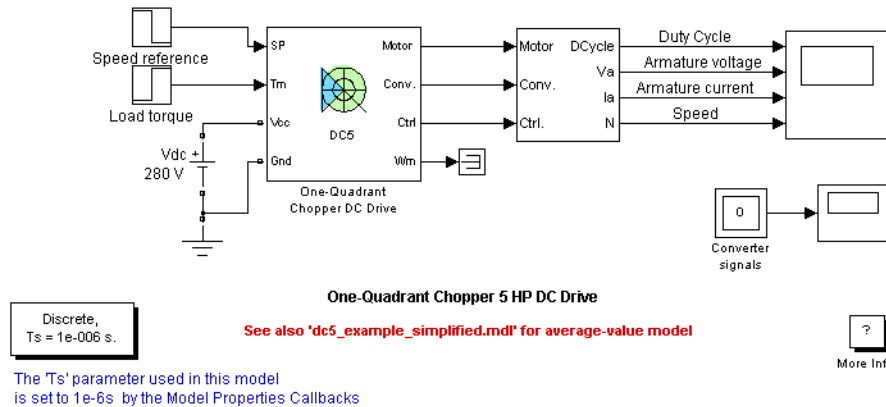 Speed reference
Load torque
Vdc +
280 V
SP
Tm
Vcc
Gnd
Motor
Conv.
Ctrl
Wm
DC5
One-Quadrant
Chopper DC Drive
Motor
Conv.
Ctrl.
DCycle
Va
Ia
N
Duty Cycle
Armature voltage
Armature current
Speed
0
Converter
signals
One-Quadrant Chopper 5 HP DC Drive
See also 'dc5_example_simplified.mdl' for average-value model
Discrete,
Ts = 1e-006 s.
?
More Inf
The 'Ts' parameter used in this model
is set to 1e-6s by the Model Properties Callbacks